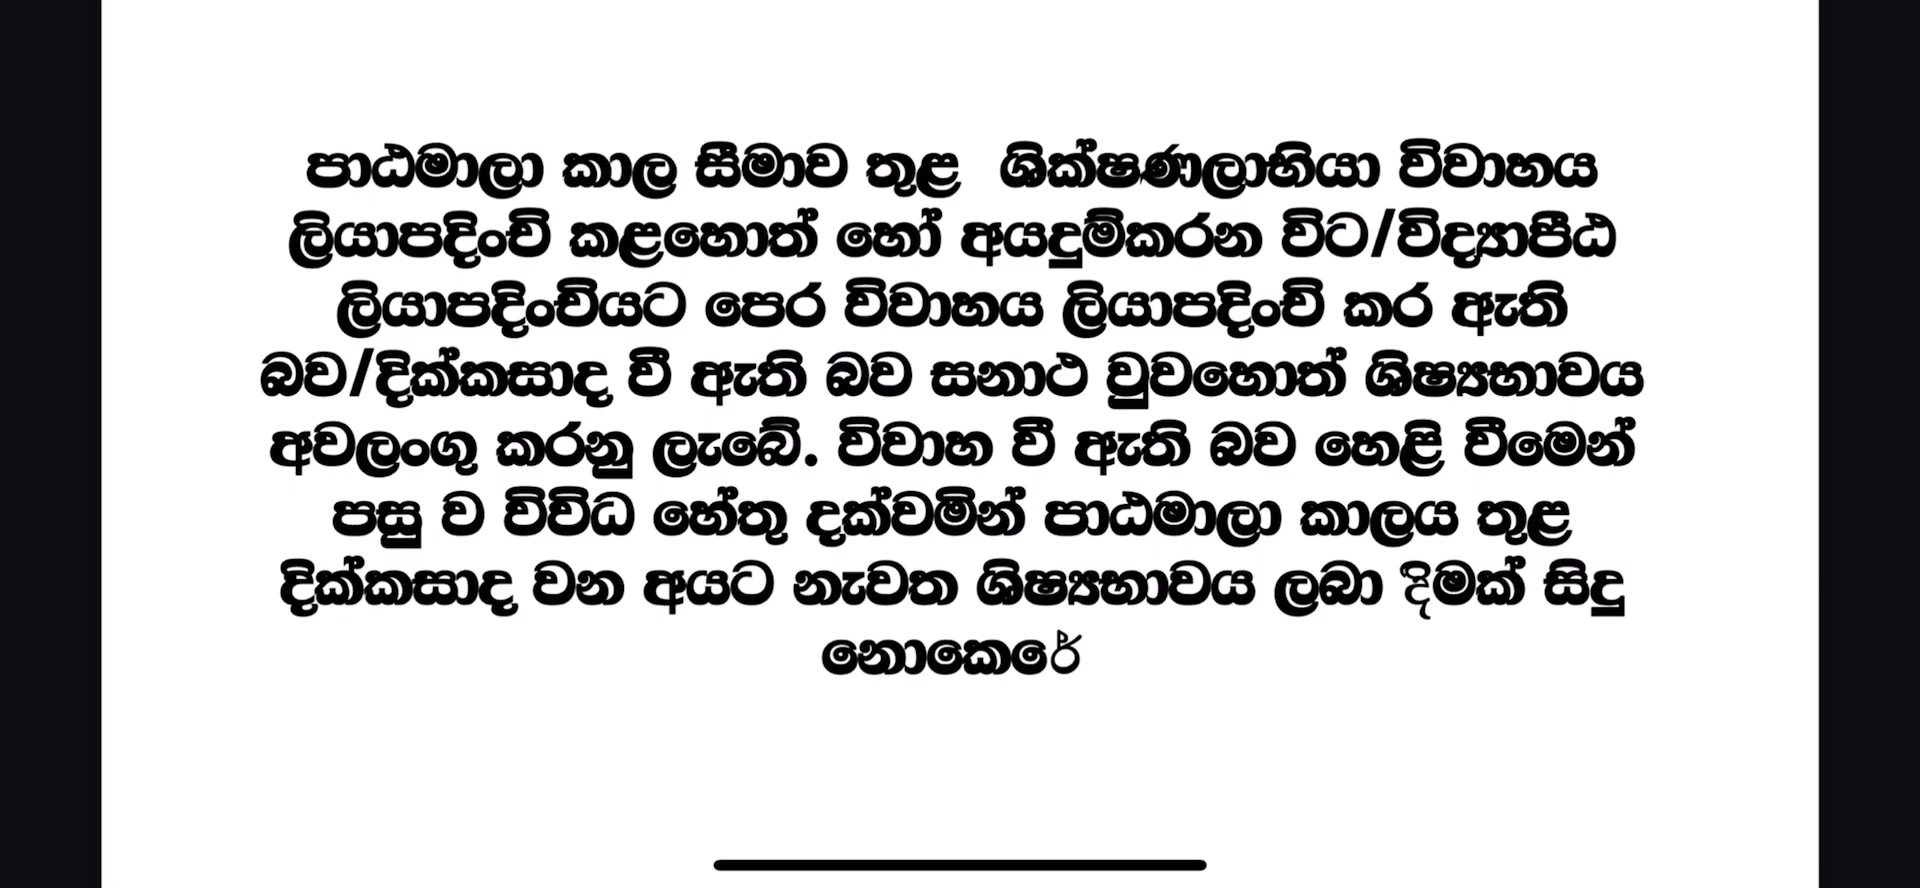 පාඨමාලා කාල සීමාව තුළ ශික්ෂණලාභියා විවාහය
ලියාපදිංචි කළහොත් හෝ අයදුම්කරන විට/විද්‍යාපීඨ
ලියාපදිංචියට පෙර විවාහය ලියාපදිංචි කර ඇති
බව/දික්කසාද වී ඇති බව සනාථ වුවහොත් ශිෂ්‍යභාවය
අවලංගු කරනු ලැබේ. විවාහ වී ඇති බව හෙළි වීමෙන්
පසු ව විවිධ හේතු දක්වමින් පාඨමාලා කාලය තුළ
දික්කසාද වන අයට නැවත ශිෂ්‍යභාවය ලබා දිමක් සිදු
නොකෙරේ